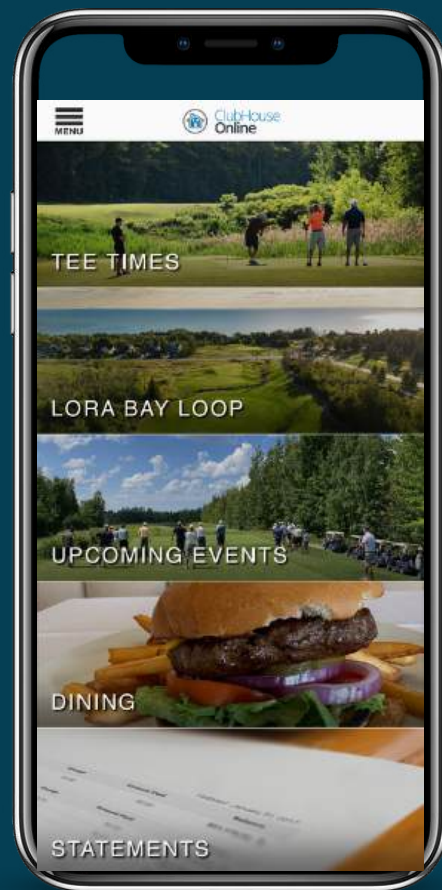 MENU
ClubHouse
Online
TEE TIMES
LORA BAY LOOP
UPCOMING EVENTS
DINING
STATEMENTS